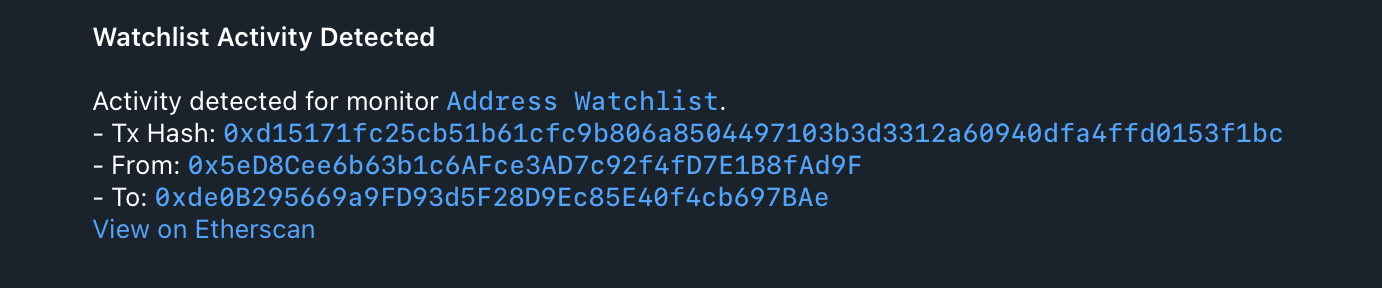 Watchlist Activity Detected
Activity detected for monitor Address Watchlist.
- Tx Hash: 0xd15171fc25cb51b61cfc9b806a8504497103b3d3312a60940dfa4ffd0153f1bc
- From: 0x5eD8Cee6b63b1c6AFce3AD7c92f4fD7E1B8fAd9F
- To: 0xde0B295669a9FD93d5F28D9Ec85E40f4cb697BAe
View on Etherscan